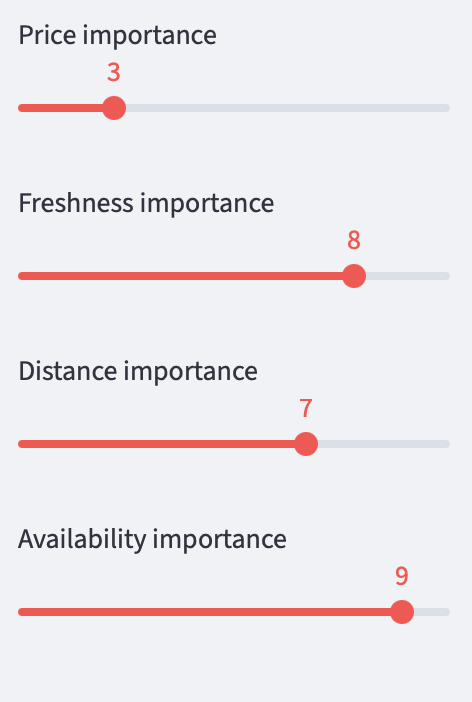 Price importance
3
Freshness importance
8
Distance importance
7
Availability importance
9